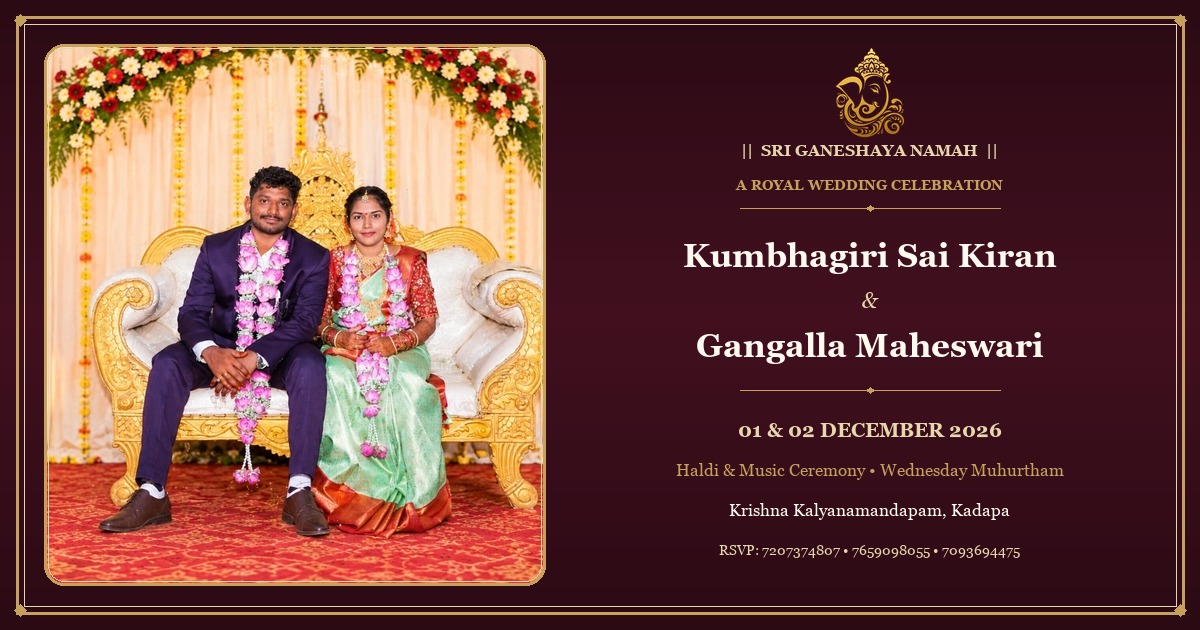 || SRI GANESHAYA NAMAH ||
A ROYAL WEDDING CELEBRATION
Kumbhagiri Sai Kiran
&
Gangalla Maheswari
01 & 02 DECEMBER 2026
Haldi & Music Ceremony • Wednesday Muhurtham
Krishna Kalyanamandapam, Kadapa
RSVP: 7207374807 • 7659098055 • 7093694475